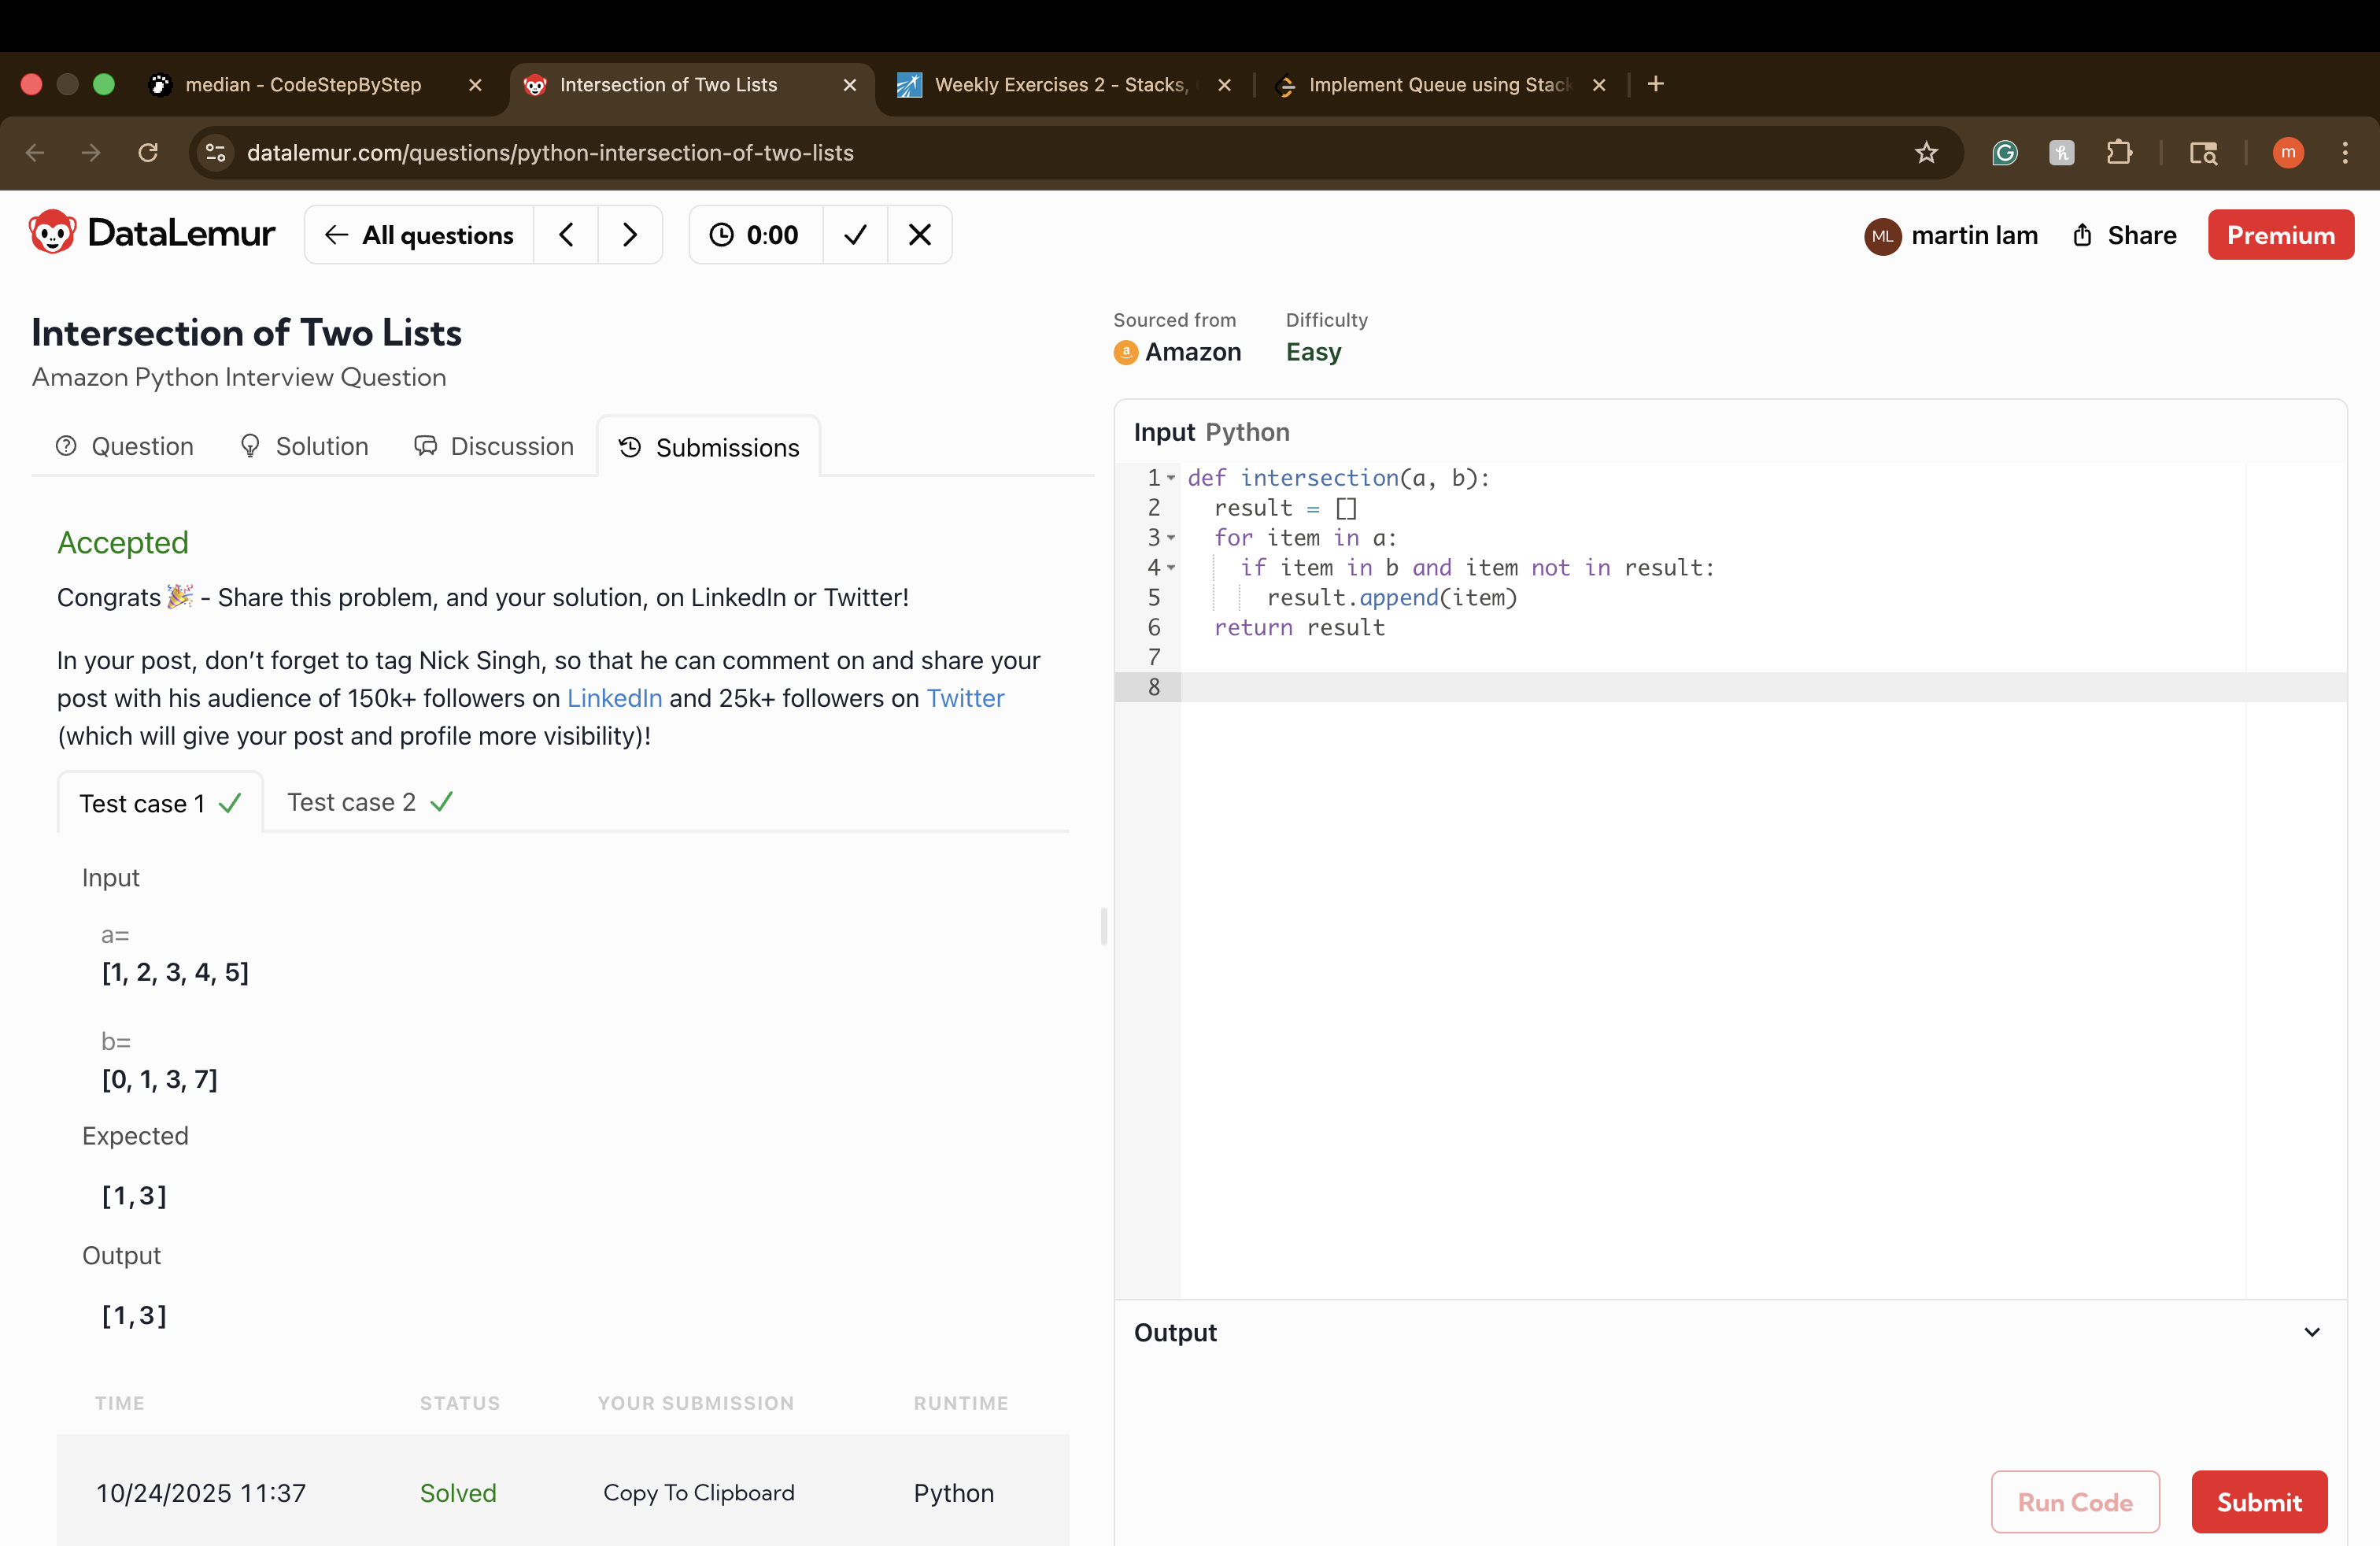 median - CodeStepByStep
Intersection of Two Lists
Weekly Exercises 2 - Stacks,
Implement Queue using Stack
datalemur.com/questions/python-intersection-of-two-lists
m
DataLemur
All questions
0:00
ML
martin lam
Share
Premium
Intersection of Two Lists
Amazon Python Interview Question
Sourced from
Amazon
Difficulty
Easy
Question
Solution
Discussion
Submissions
Accepted
Congrats 🎉 - Share this problem, and your solution, on LinkedIn or Twitter!
In your post, don’t forget to tag Nick Singh, so that he can comment on and share your
post with his audience of 150k+ followers on LinkedIn and 25k+ followers on Twitter
(which will give your post and profile more visibility)!
Test case 1
Test case 2
Input
a=
[1, 2, 3, 4, 5]
b=
[0, 1, 3, 7]
Expected
[1,3]
Output
[1,3]
TIME STATUS YOUR SUBMISSION RUNTIME
10/24/2025 11:37 Solved Copy To Clipboard Python
Input Python
1 def intersection(a, b):
2   result = []
3   for item in a:
4     if item in b and item not in result:
5       result.append(item)
6   return result
7
8
Output
Run Code
Submit